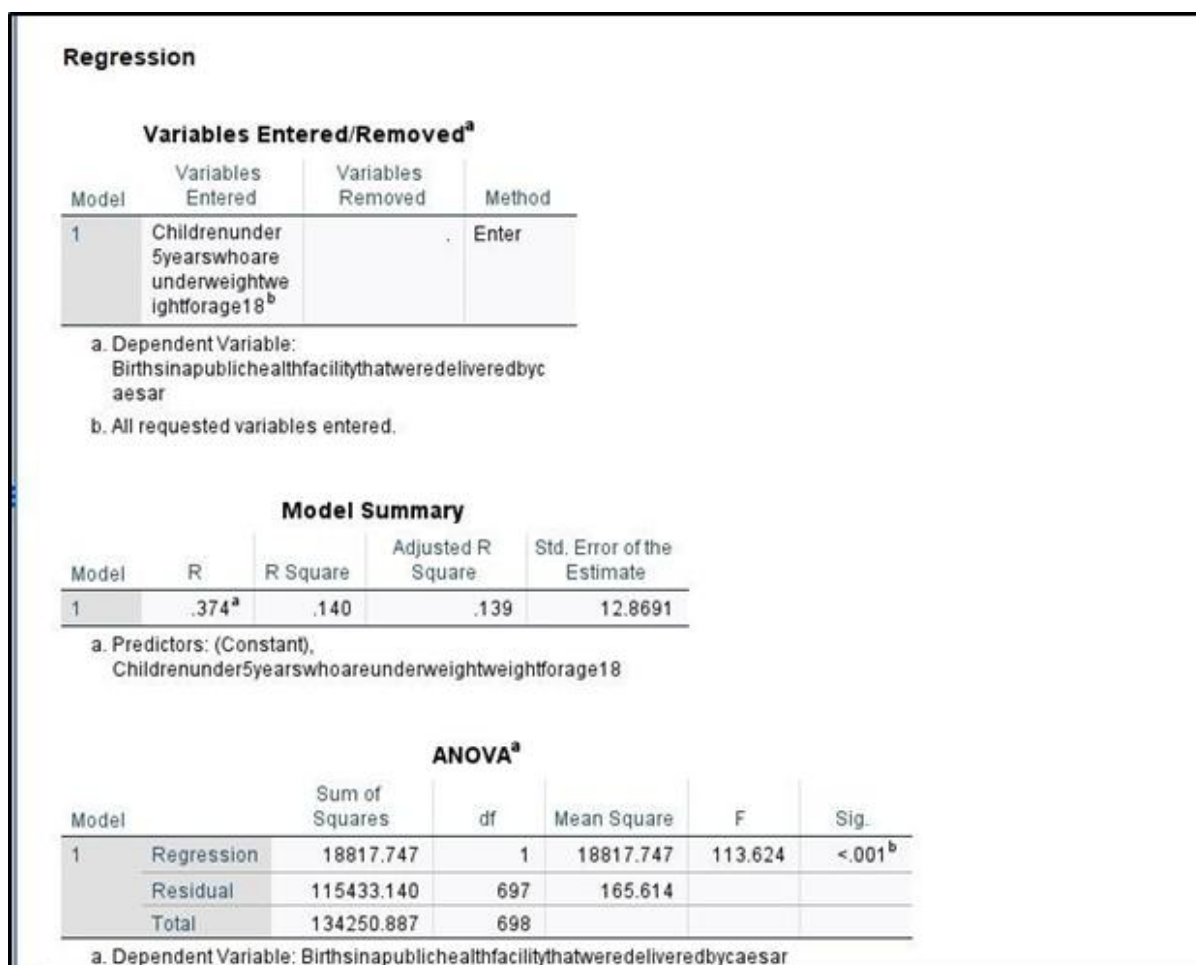 Regression
Variables Entered/Removedᵃ
Model Variables Entered Variables Removed Method
1 Childrenunder . Enter
5yearswhoare
underweightwe
ightforage18ᵇ
a. Dependent Variable:
Birthsinapublichealthfacilitythatweredeliveredbyc
aesar
b. All requested variables entered.
Model Summary
Model R R Square Adjusted R Square Std. Error of the Estimate
1 .374ᵃ .140 .139 12.8691
a. Predictors: (Constant),
Childrenunder5yearswhoareunderweightweightforage18
ANOVAᵃ
Model Sum of Squares df Mean Square F Sig.
1 Regression 18817.747 1 18817.747 113.624 <.001ᵇ
Residual 115433.140 697 165.614
Total 134250.887 698
a. Dependent Variable: Birthsinapublichealthfacilitythatweredeliveredbycaesar